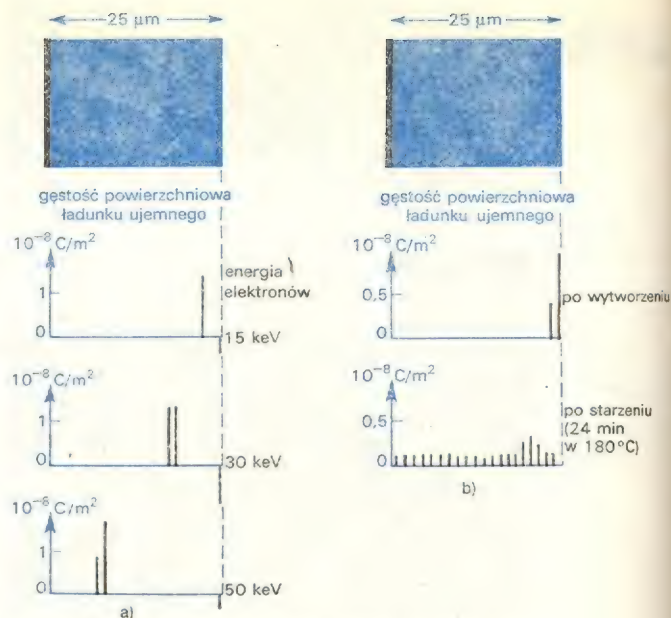 25 μm
gęstość powierzchniowa
ładunku ujemnego
10⁻⁸ C/m²
1
0
energia
elektronów
15 keV
10⁻⁸ C/m²
1
0
30 keV
10⁻⁸ C/m²
1
0
50 keV
a)
25 μm
gęstość powierzchniowa
ładunku ujemnego
10⁻⁸ C/m²
0.5
0
po wytworzeniu
10⁻⁸ C/m²
0.5
0
po starzeniu
(24 min
w 180°C)
b)